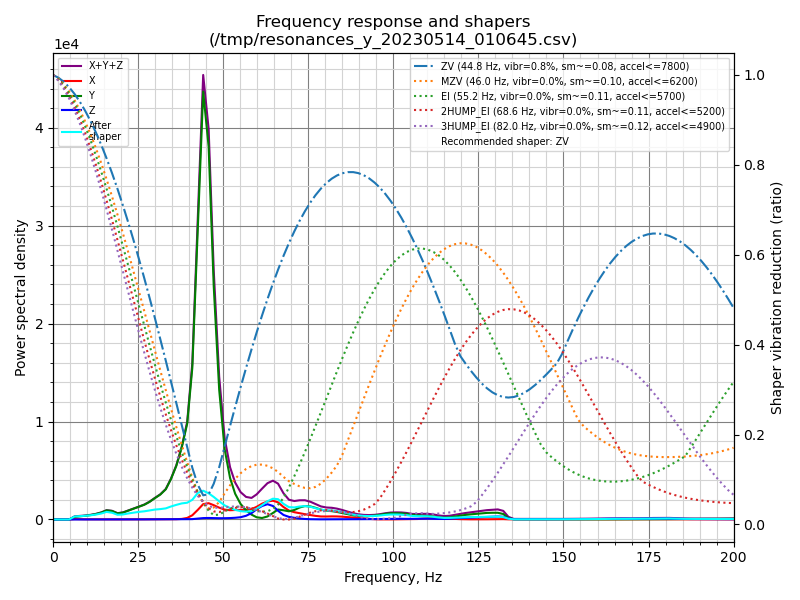 Frequency response and shapers
(/tmp/resonances_y_20230514_010645.csv)
1e4
X+Y+Z
X
Y
Z
After
shaper
ZV (44.8 Hz, vibr=0.8%, sm~=0.08, accel<=7800)
MZV (46.0 Hz, vibr=0.0%, sm~=0.10, accel<=6200)
EI (55.2 Hz, vibr=0.0%, sm~=0.11, accel<=5700)
2HUMP_EI (68.6 Hz, vibr=0.0%, sm~=0.11, accel<=5200)
3HUMP_EI (82.0 Hz, vibr=0.0%, sm~=0.12, accel<=4900)
Recommended shaper: ZV
Power spectral density
4
3
2
1
0
1.0
0.8
0.6
0.4
0.2
0.0
Shaper vibration reduction (ratio)
0 25 50 75 100 125 150 175 200
Frequency, Hz